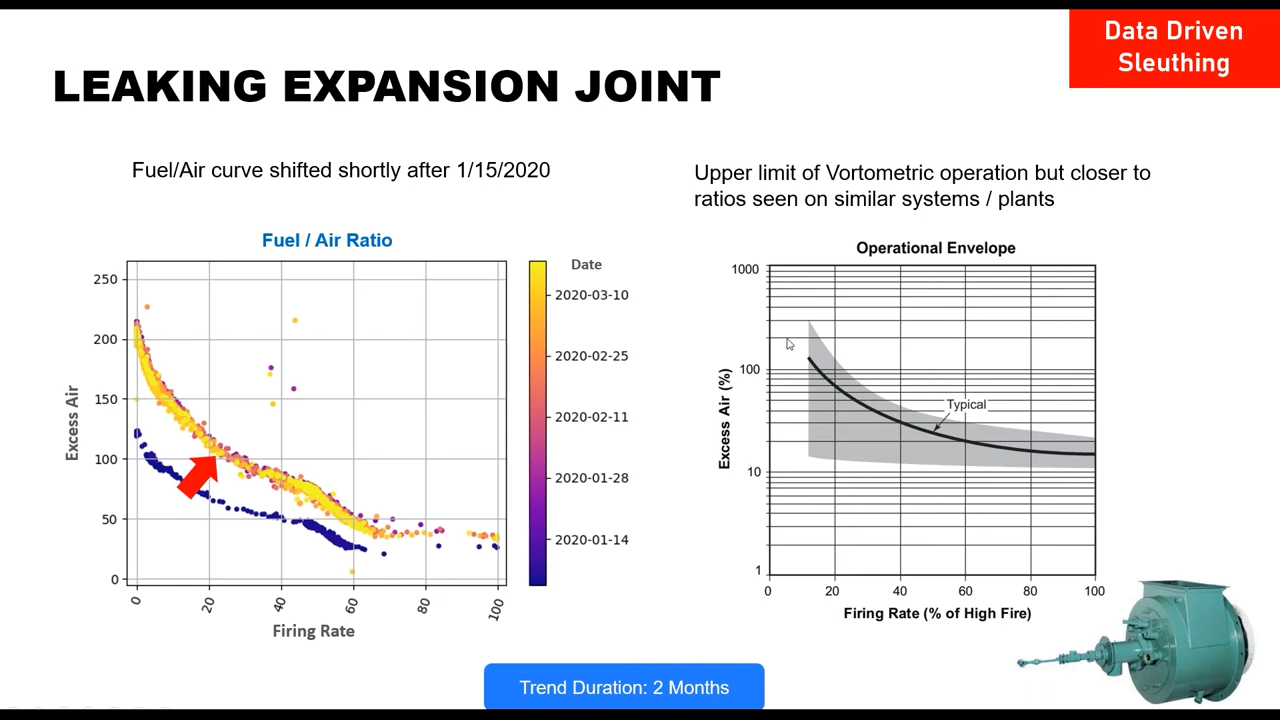 Data Driven
Sleuthing
LEAKING EXPANSION JOINT
Fuel/Air curve shifted shortly after 1/15/2020
Upper limit of Vortometric operation but closer to
ratios seen on similar systems / plants
Fuel / Air Ratio
Excess Air
250
200
150
100
50
0
0
20
40
60
80
100
Firing Rate
Date
2020-03-10
2020-02-25
2020-02-11
2020-01-28
2020-01-14
Operational Envelope
Excess Air (%)
1000
100
10
1
Typical
0
20
40
60
80
100
Firing Rate (% of High Fire)
Trend Duration: 2 Months